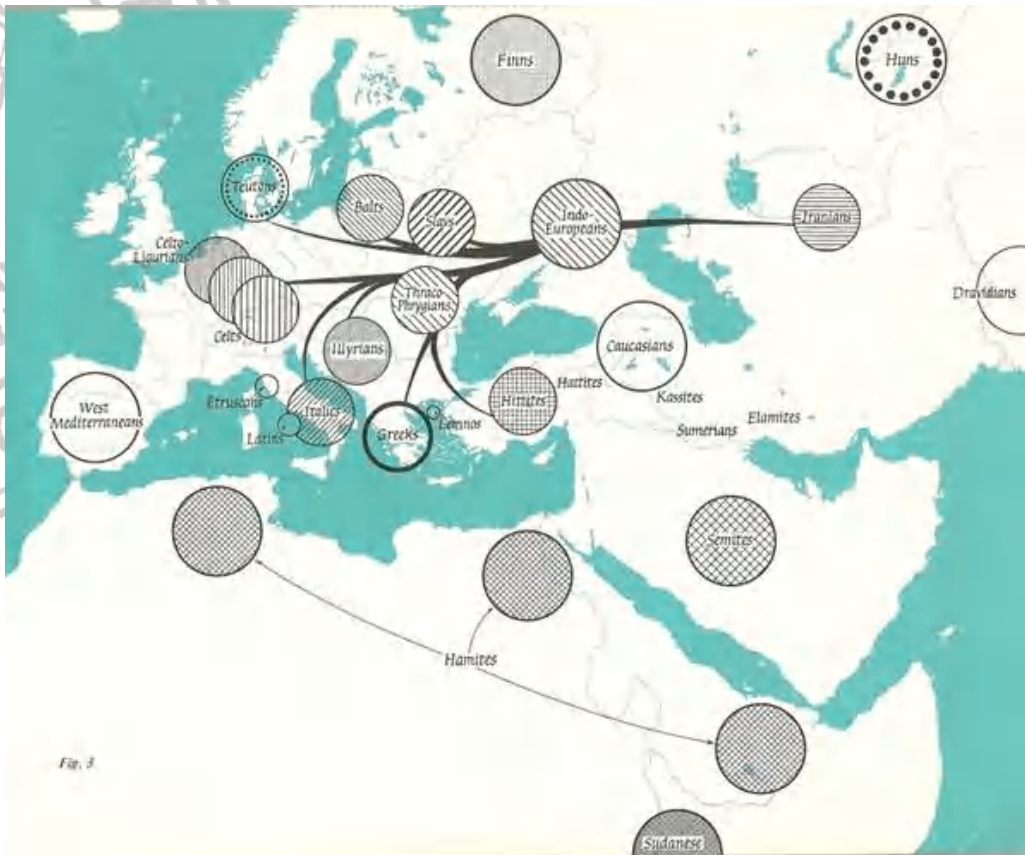 Finns
Huns
Teutons
Balts
Slavs
Indo-
Europeans
Iranians
Celto-
Ligurians
Celts
Thraco
Phrygians
Illyrians
Dravidians
Caucasians
West
Mediterraneans
Etruscans
Italics
Latins
Greeks
Lemnos
Hittites
Hattites
Kassites
Sumerians
Elamites
Semites
Hamites
Fig. 3
Sudanese